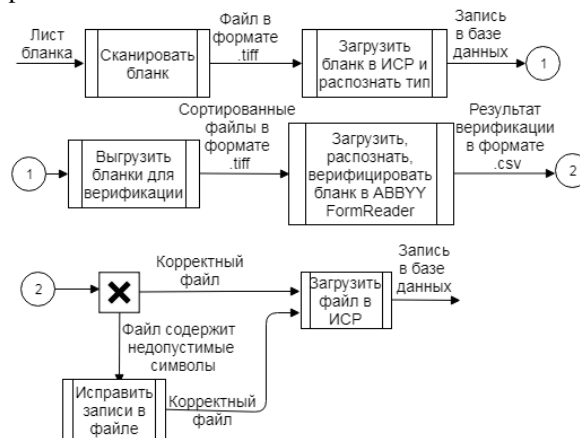 Лист
бланка
Сканировать
бланк
Файл в
формате
.tiff
Загрузить
бланк в ИСР и
распознать тип
Запись
в базе
данных
1
1
Выгрузить
бланки для
верификации
Сортированные
файлы в
формате
.tiff
Загрузить,
распознать,
верифицировать
бланк в ABBYY
FormReader
Результат
верификации
в формате
.csv
2
2
Корректный
файл
Файл содержит
недопустимые
символы
Исправить
записи в
файле
Корректный
файл
Загрузить
файл в
ИСР
Запись
в базе
данных